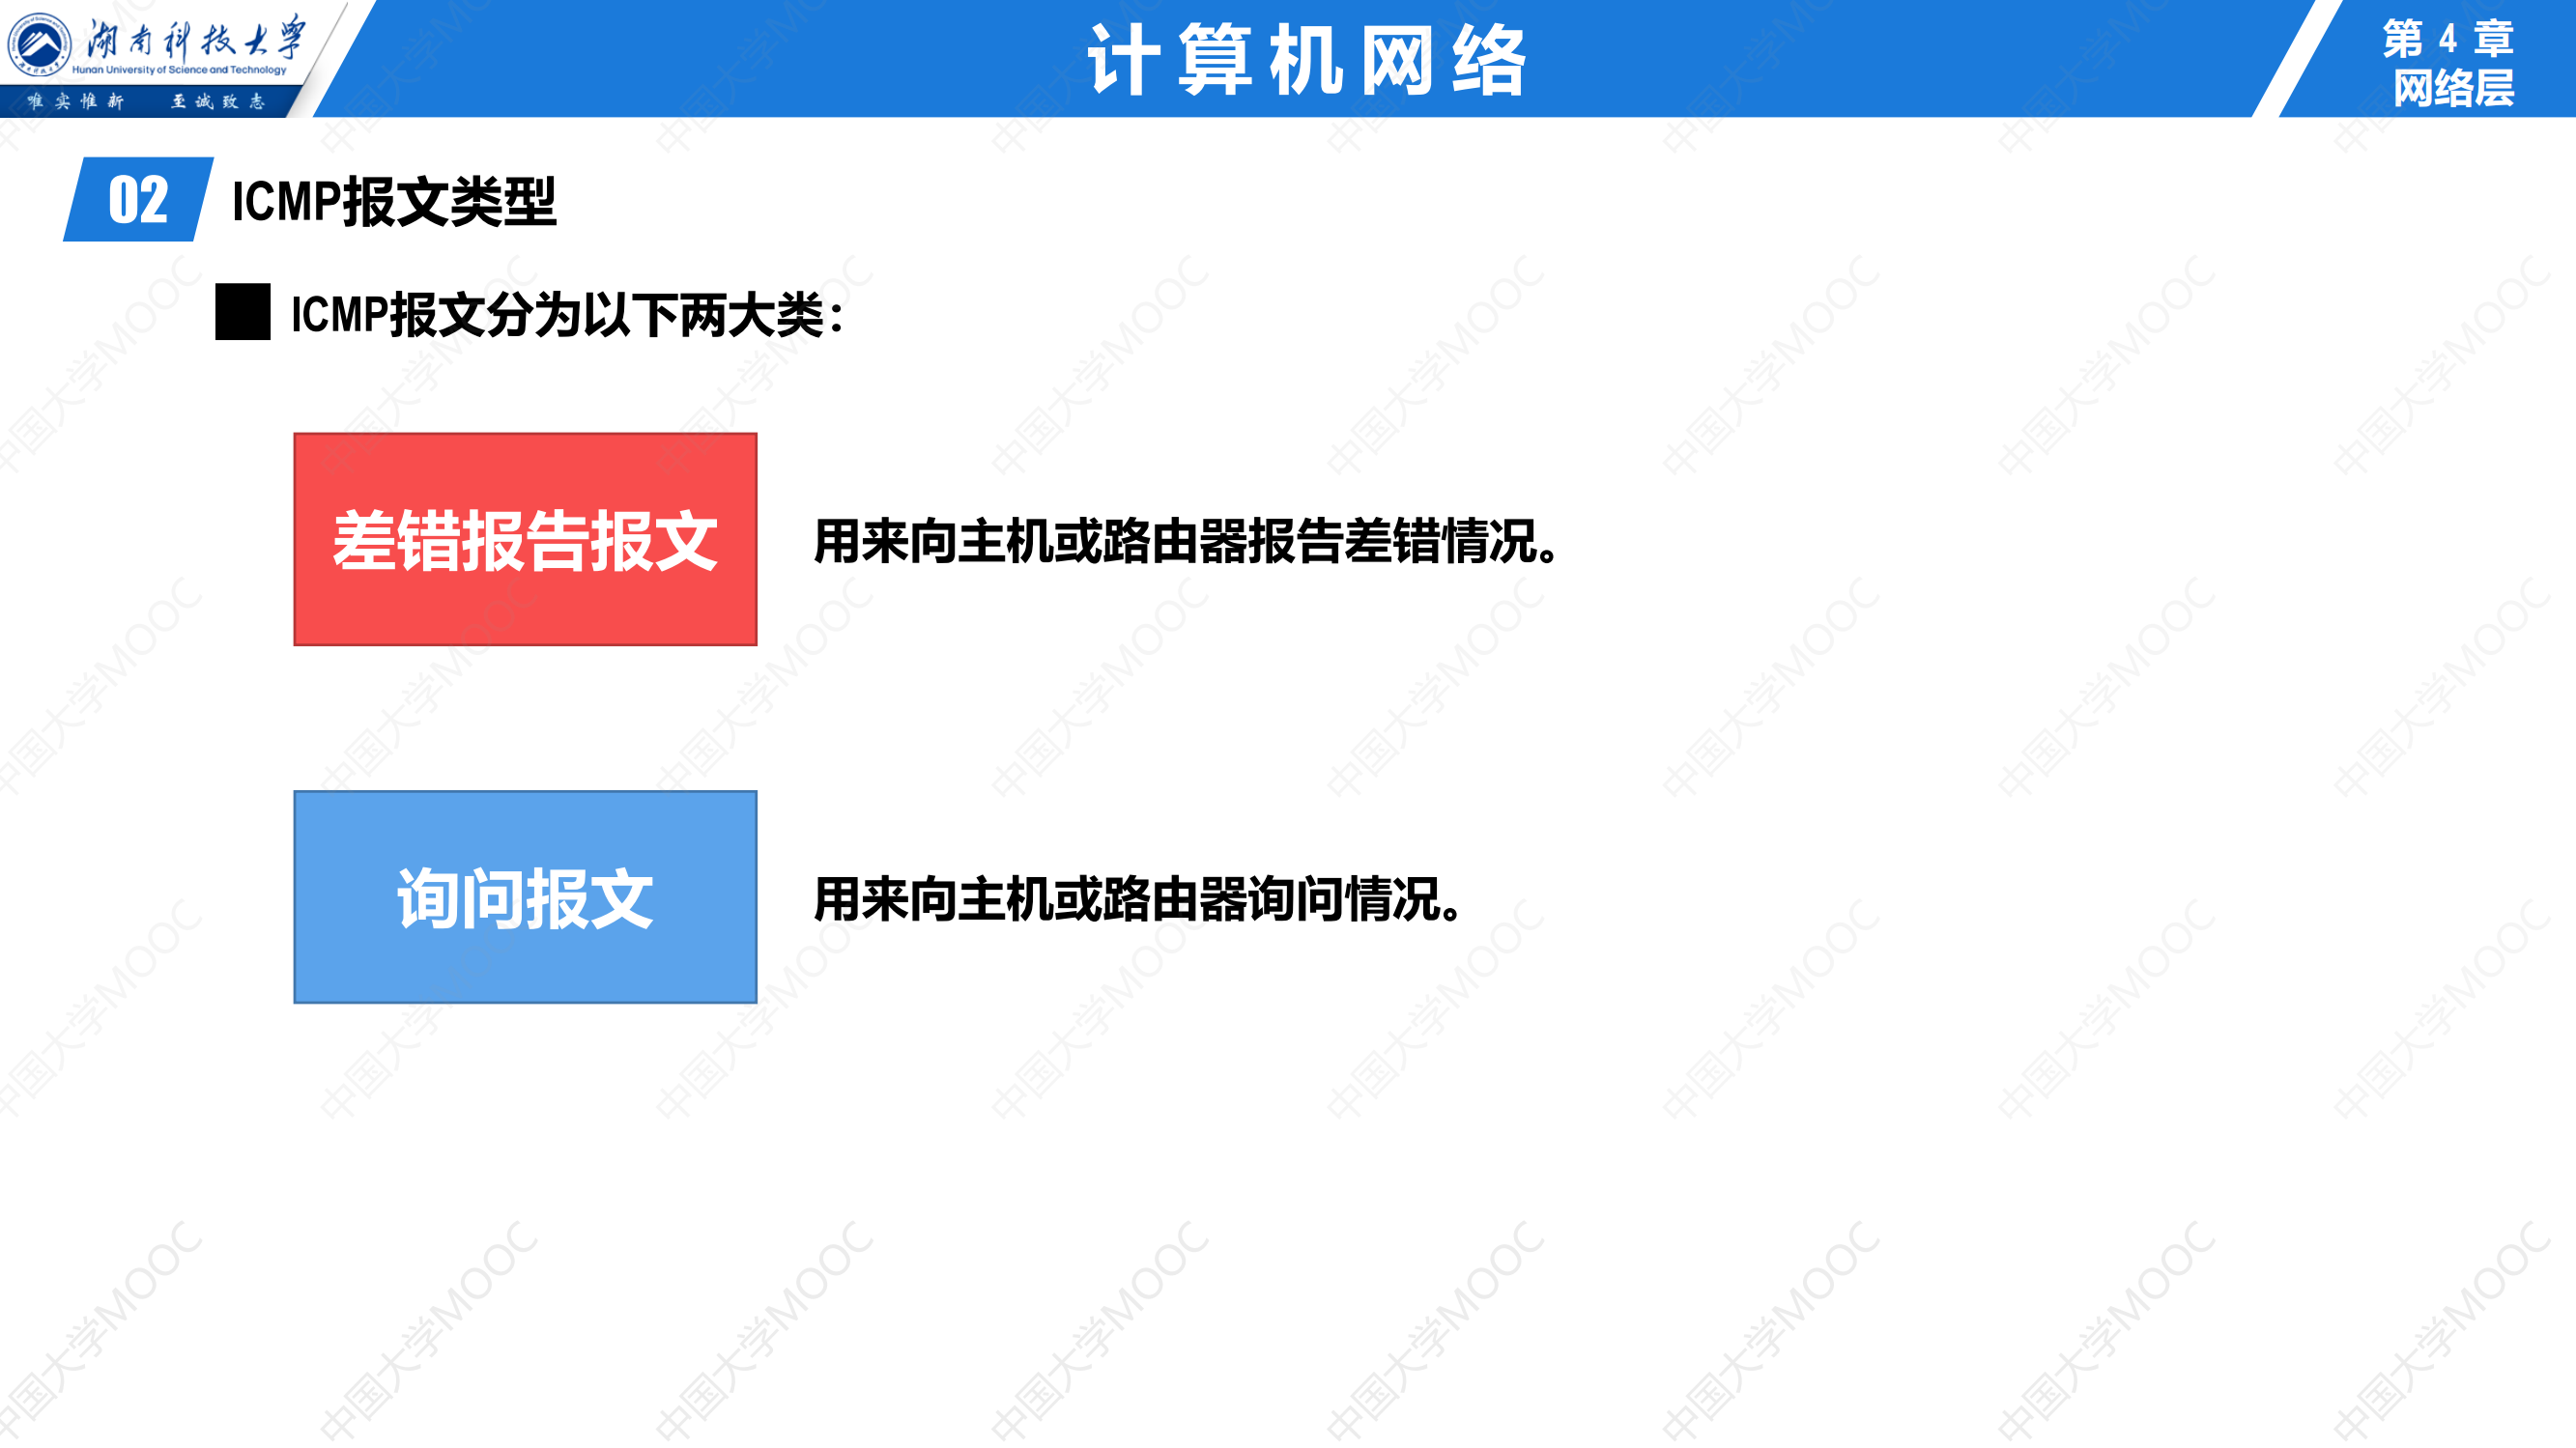 湖南科技大学
Hunan University of Science and Technology
唯实惟新 至诚致志
计算机网络
第 4 章
网络层
02 ICMP报文类型
ICMP报文分为以下两大类：
差错报告报文
用来向主机或路由器报告差错情况。
询问报文
用来向主机或路由器询问情况。
中国大学MOOC